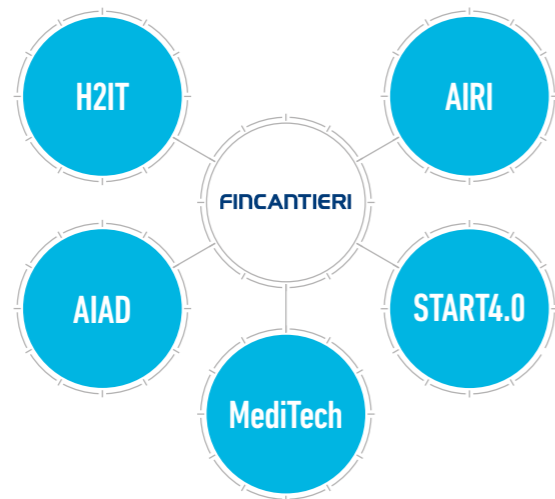 H2IT
AIRI
FINCANTIERI
AIAD
START4.0
MediTech